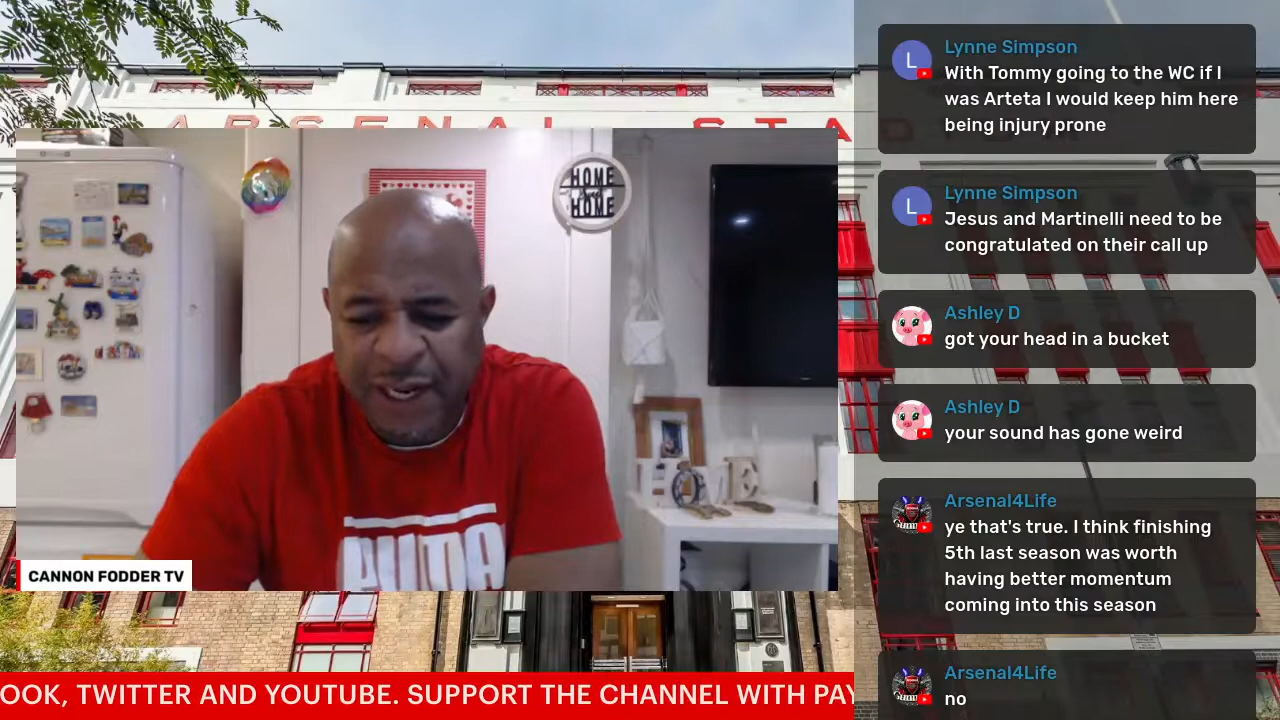 ARSENAL STA
HOME
HOME
PUMA
CANNON FODDER TV
OOK, TWITTER AND YOUTUBE. SUPPORT THE CHANNEL WITH PAY
L
Lynne Simpson
With Tommy going to the WC if I
was Arteta I would keep him here
being injury prone
L
Lynne Simpson
Jesus and Martinelli need to be
congratulated on their call up
Ashley D
got your head in a bucket
Ashley D
your sound has gone weird
Arsenal4Life
ye that's true. I think finishing
5th last season was worth
having better momentum
coming into this season
Arsenal4Life
no